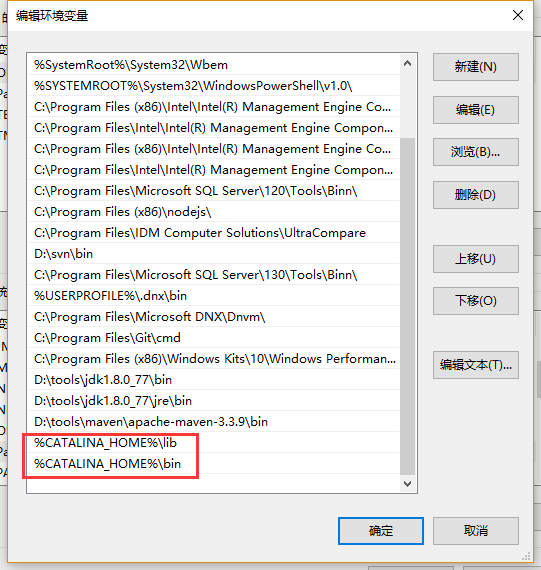 编辑环境变量
%SystemRoot%\System32\Wbem
%SYSTEMROOT%\System32\WindowsPowerShell\v1.0\
C:\Program Files (x86)\Intel\Intel(R) Management Engine Co...
C:\Program Files\Intel\Intel(R) Management Engine Compon...
C:\Program Files (x86)\Intel\Intel(R) Management Engine Co...
C:\Program Files\Intel\Intel(R) Management Engine Compon...
C:\Program Files\Microsoft SQL Server\120\Tools\Binn\
C:\Program Files (x86)\nodejs\
C:\Program Files\IDM Computer Solutions\UltraCompare
D:\svn\bin
C:\Program Files\Microsoft SQL Server\130\Tools\Binn\
%USERPROFILE%\.dnx\bin
C:\Program Files\Microsoft DNX\Dnvm\
C:\Program Files\Git\cmd
C:\Program Files (x86)\Windows Kits\10\Windows Performan...
D:\tools\jdk1.8.0_77\bin
D:\tools\jdk1.8.0_77\jre\bin
D:\tools\maven\apache-maven-3.3.9\bin
%CATALINA_HOME%\lib
%CATALINA_HOME%\bin
新建(N)
编辑(E)
浏览(B)...
删除(D)
上移(U)
下移(O)
编辑文本(T)...
确定
取消